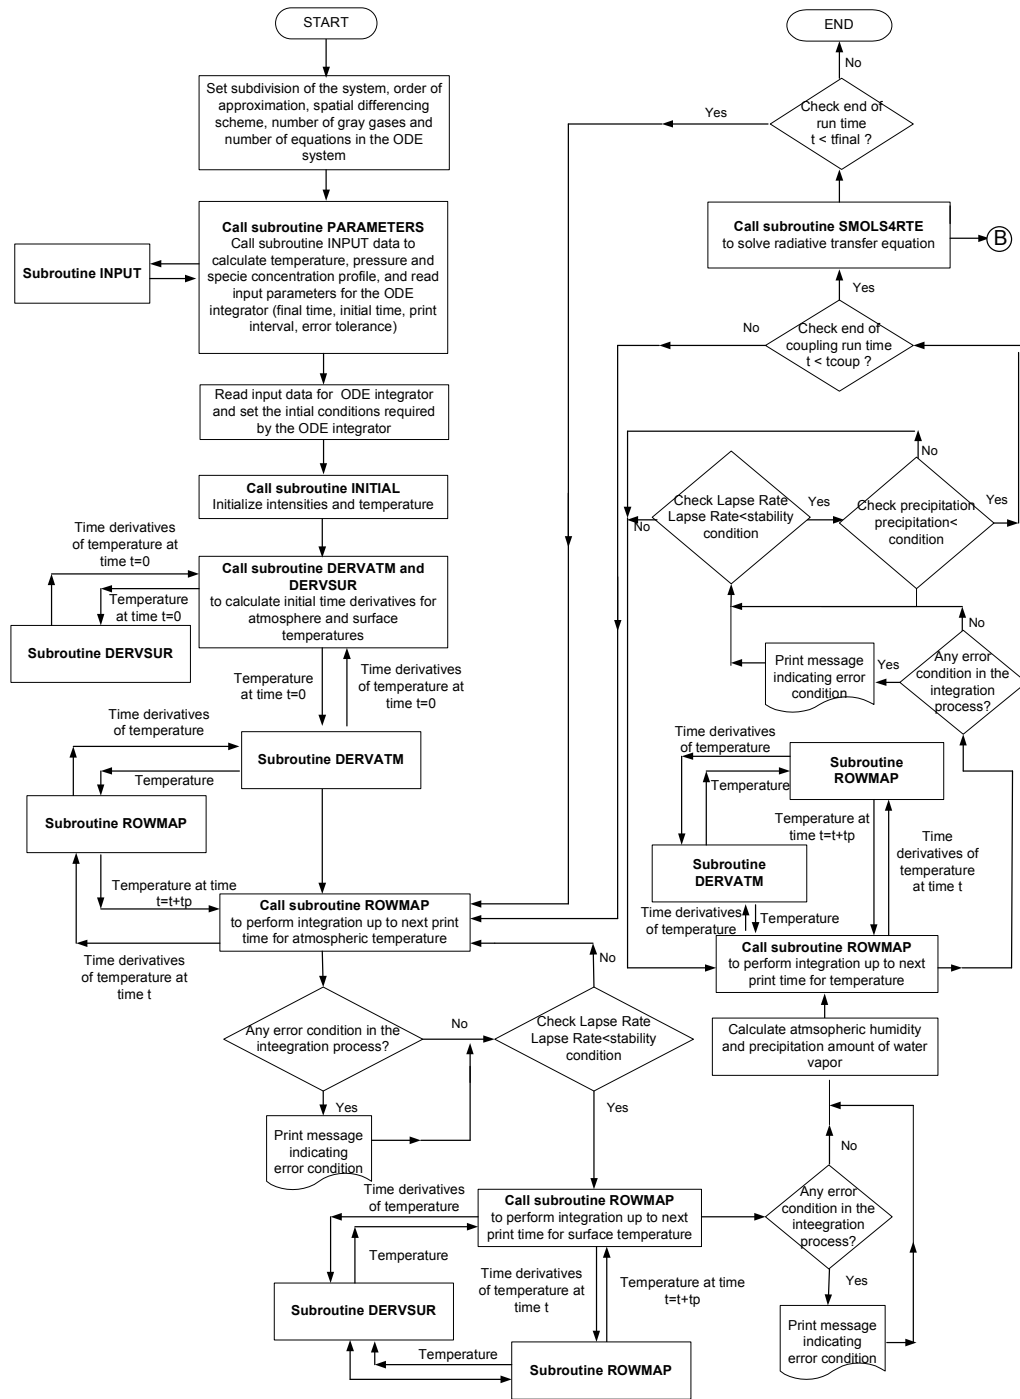 START
Set subdivision of the system, order of
approximation, spatial differencing
scheme, number of gray gases and
number of equations in the ODE
system
Call subroutine PARAMETERS
Call subroutine INPUT data to
calculate temperature, pressure and
specie concentration profile, and read
input parameters for the ODE
integrator (final time, initial time, print
interval, error tolerance)
Subroutine INPUT
Read input data for ODE integrator
and set the intial conditions required
by the ODE integrator
Call subroutine INITIAL
Initialize intensities and temperature
Time derivatives
of temperature at
time t=0
Call subroutine DERVATM and
DERVSUR
to calculate initial time derivatives for
atmosphere and surface
temperatures
Temperature
at time t=0
Subroutine DERVSUR
Temperature
at time t=0
Time derivatives
of temperature at
t=0
Time derivatives
of temperature
Subroutine DERVATM
Temperature
Subroutine ROWMAP
Temperature at time
t=t+tp
Call subroutine ROWMAP
to perform integration up to next print
time for atmospheric temperature
Time derivatives
of temperature at
time t
No
Any error condition in the
inteegration process?
No
Check Lapse Rate
Lapse Rate<stability
condition
Yes
Print message
indicating
error condition
Yes
Time derivatives
of temperature
Call subroutine ROWMAP
to perform integration up to next
print time for surface temperature
Temperature
Time derivatives
of temperature at
time t
Temperature at time
t=t+tp
Subroutine DERVSUR
Temperature
Subroutine ROWMAP
END
No
Check end of
run time
t < tfinal ?
Yes
Call subroutine SMOLS4RTE
to solve radiative transfer equation
B
Yes
Check end of
coupling run time
t < tcoup ?
No
No
Check Lapse Rate
Lapse Rate<stability
condition
Yes
No
Check precipitation
precipitation<
condition
Yes
No
Print message
indicating error
condition
Yes
Any error
condition in the
integration
process?
Time derivatives
of temperature
Temperature
Subroutine
ROWMAP
Temperature at
time t=t+tp
Time
derivatives of
temperature
at time t
Subroutine
DERVATM
Time derivatives
of temperature
Temperature
Call subroutine ROWMAP
to perform integration up to next
print time for temperature
Calculate atmsopheric humidity
and precipitation amount of water
vapor
No
Any error
condition in the
inteegration
process?
Yes
Print message
indicating
error condition